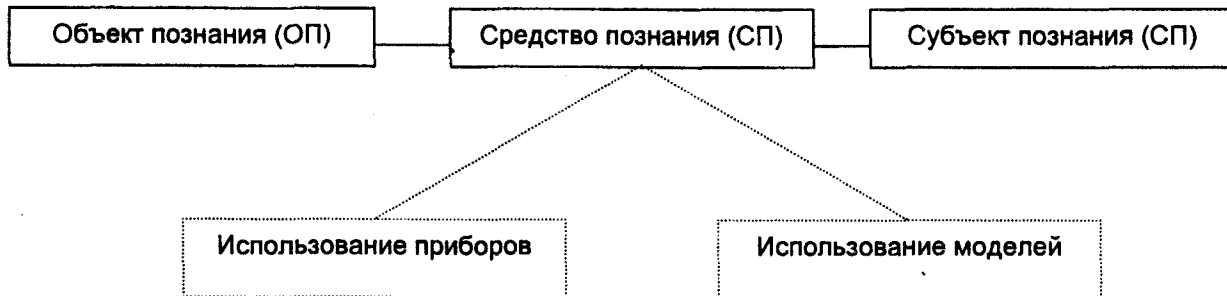 Объект познания (ОП)
Средство познания (СП)
Субъект познания (СП)
Использование приборов
Использование моделей